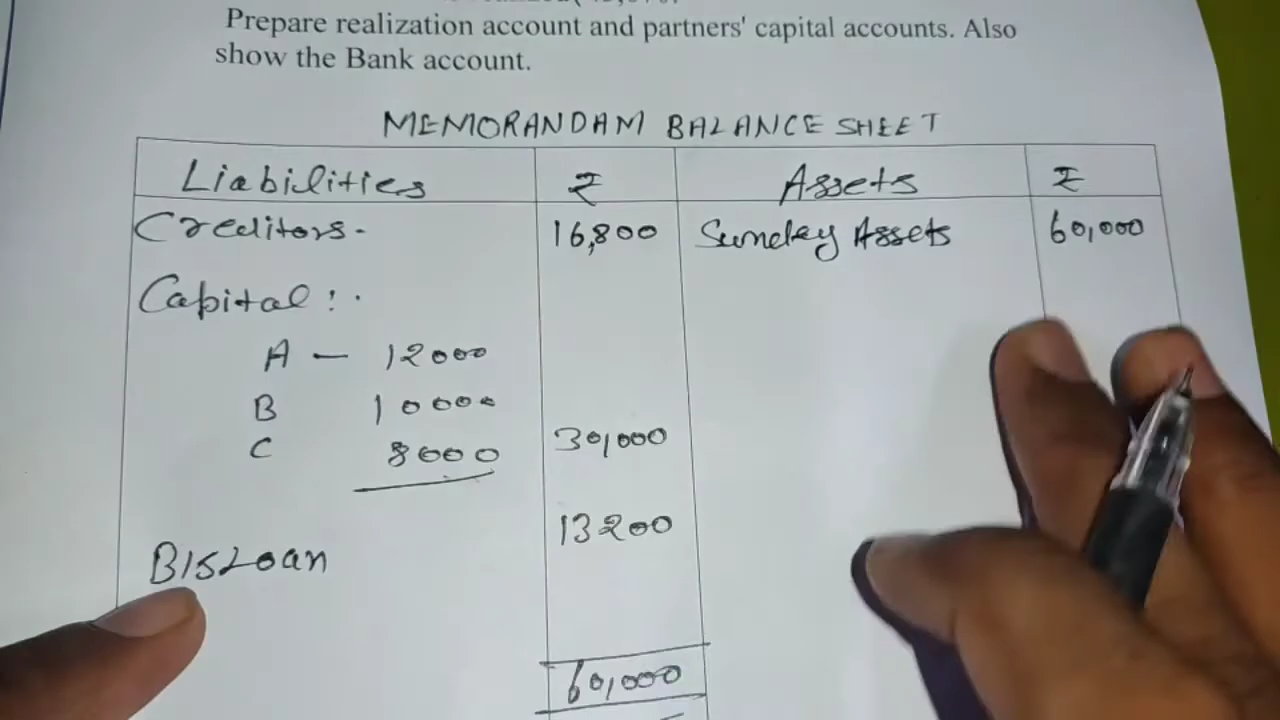 Prepare realization account and partners' capital accounts. Also
show the Bank account.
MEMORANDAM BALANCE SHEET
Liabilities ₹ Assets ₹
Creditors. 16,800 Sunday Assets 60,000
Capital :.
A — 12000
B 10000
C 8000 30,000
13200
B's Loan
60,000